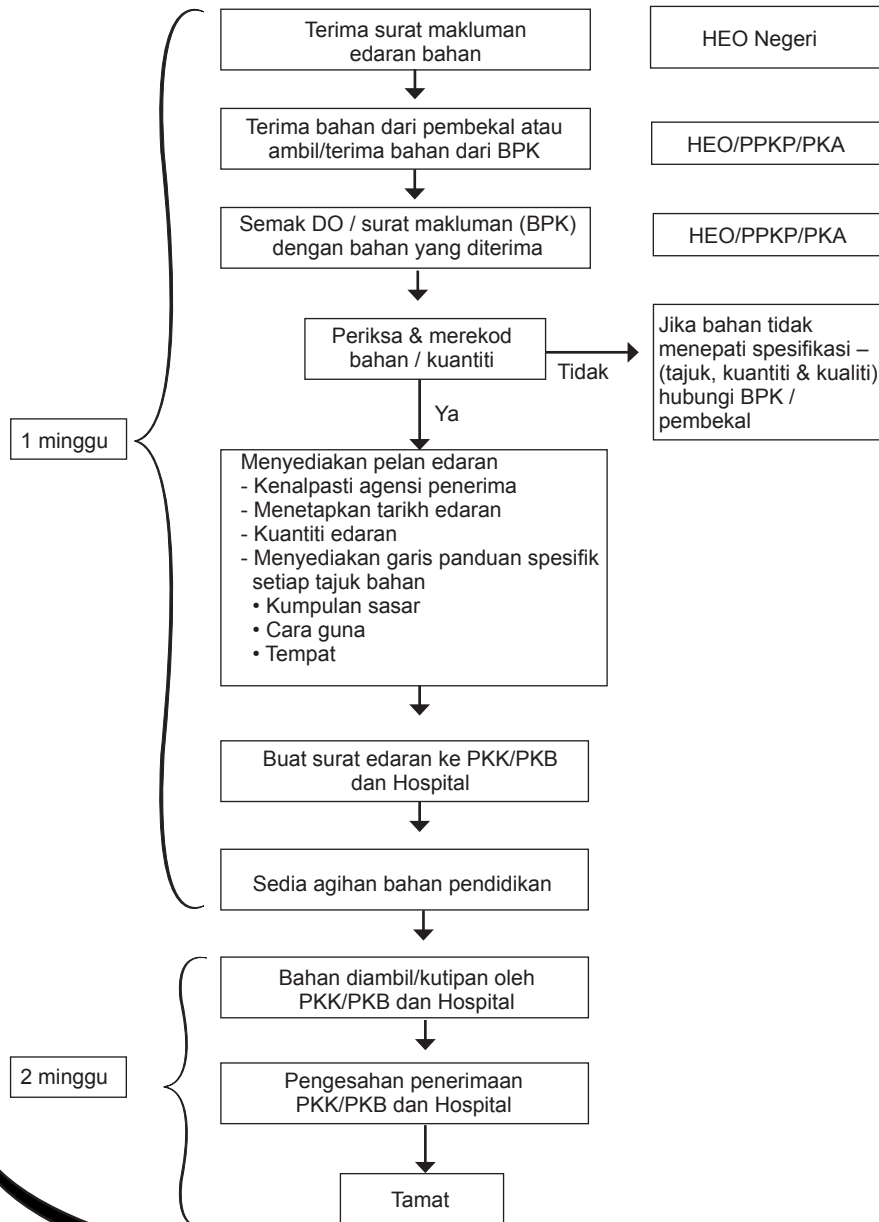 Terima surat makluman
edaran bahan
HEO Negeri
Terima bahan dari pembekal atau
ambil/terima bahan dari BPK
HEO/PPKP/PKA
Semak DO / surat makluman (BPK)
dengan bahan yang diterima
HEO/PPKP/PKA
Periksa & merekod
bahan / kuantiti
Tidak
Jika bahan tidak
menepati spesifikasi –
(tajuk, kuantiti & kualiti)
hubungi BPK /
pembekal
Ya
1 minggu
Menyediakan pelan edaran
- Kenalpasti agensi penerima
- Menetapkan tarikh edaran
- Kuantiti edaran
- Menyediakan garis panduan spesifik
setiap tajuk bahan
• Kumpulan sasar
• Cara guna
• Tempat
Buat surat edaran ke PKK/PKB
dan Hospital
Sedia agihan bahan pendidikan
Bahan diambil/kutipan oleh
PKK/PKB dan Hospital
2 minggu
Pengesahan penerimaan
PKK/PKB dan Hospital
Tamat